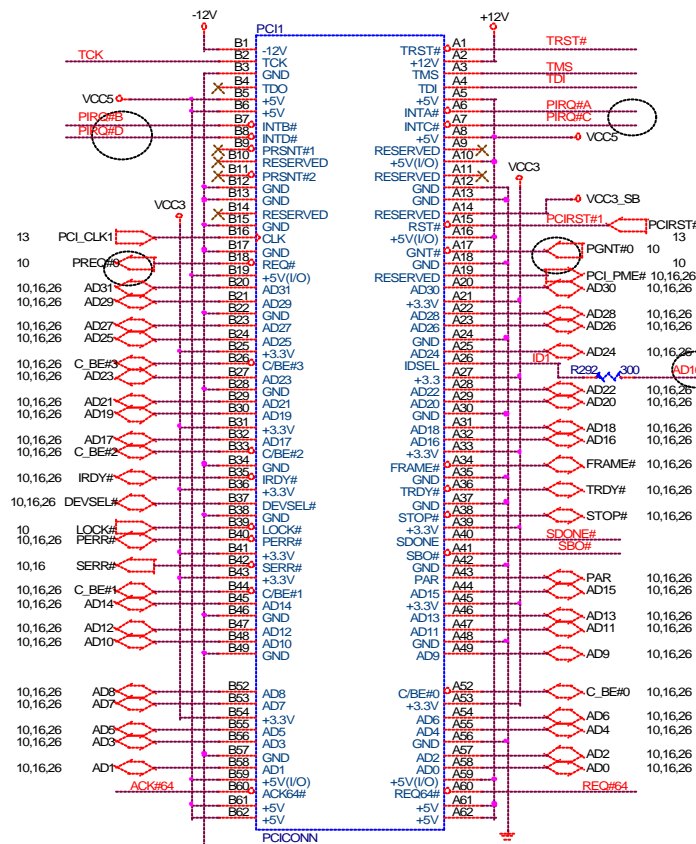 -12V +12V
PCI1
B1 -12V TRST# A1 TRST#
TCK B2 TCK +12V A2
B3 GND TMS A3 TMS
B4 TDO TDI A4 TDI
VCC5 B5 +5V +5V A5
B6 +5V INTA# A6 PIRQ#A
PIRQ#B B7 INTB# INTC# A7 PIRQ#C
PIRQ#D B8 INTD# +5V A8 VCC5
B9 PRSNT#1 RESERVED A9
B10 RESERVED +5V(I/O) A10
B11 PRSNT#2 RESERVED A11
B12 GND GND A12
VCC3 B13 GND GND A13 VCC3
B14 RESERVED RESERVED A14 VCC3_SB
B15 GND RST# A15 PCIRST#1 PCIRST#
13 PCI_CLK1 B16 CLK +5V(I/O) A16 13
B17 GND GNT# A17 PGNT#0 10
10 PREQ#0 B18 REQ# GND A18 10
B19 +5V(I/O) RESERVED A19 PCI_PME# 10,16,26
10,16,26 AD31 B20 AD31 AD30 A20 AD30 10,16,26
10,16,26 AD29 B21 AD29 +3.3V A21
B22 GND AD28 A22 AD28 10,16,26
10,16,26 AD27 B23 AD27 AD26 A23 AD26 10,16,26
10,16,26 AD25 B24 AD25 GND A24
B25 +3.3V AD24 A25 AD24 10,16,26
10,16,26 C_BE#3 B26 C/BE#3 IDSEL A26 ID1
10,16,26 AD23 B27 AD23 +3.3 A27 R292 300
B28 GND AD22 A28 AD22 10,16,26
10,16,26 AD21 B29 AD21 AD20 A29 AD20 10,16,26
10,16,26 AD19 B30 AD19 GND A30
B31 +3.3V AD18 A31 AD18 10,16,26
10,16,26 AD17 B32 AD17 AD16 A32 AD16 10,16,26
10,16,26 C_BE#2 B33 C/BE#2 +3.3V A33
B34 GND FRAME# A34 FRAME# 10,16,26
10,16,26 IRDY# B35 IRDY# GND A35
B36 +3.3V TRDY# A36 TRDY# 10,16,26
10,16,26 DEVSEL# B37 DEVSEL# GND A37
B38 GND STOP# A38 STOP# 10,16,26
10 LOCK# B39 LOCK# +3.3V A39
10,16,26 PERR# B40 PERR# SDONE A40 SDONE#
B41 +3.3V SBO# A41 SBO#
10,16 SERR# B42 SERR# GND A42
B43 +3.3V PAR A43 PAR 10,16,26
10,16,26 C_BE#1 B44 C/BE#1 AD15 A44 AD15 10,16,26
10,16,26 AD14 B45 AD14 +3.3V A45
B46 GND AD13 A46 AD13 10,16,26
10,16,26 AD12 B47 AD12 AD11 A47 AD11 10,16,26
10,16,26 AD10 B48 AD10 GND A48
B49 GND AD9 A49 AD9 10,16,26
10,16,26 AD8 B52 AD8 C/BE#0 A52 C_BE#0 10,16,26
10,16,26 AD7 B53 AD7 +3.3V A53
B54 +3.3V AD6 A54 AD6 10,16,26
10,16,26 AD5 B55 AD5 AD4 A55 AD4 10,16,26
10,16,26 AD3 B56 AD3 GND A56
B57 GND AD2 A57 AD2 10,16,26
10,16,26 AD1 B58 AD1 AD0 A58 AD0 10,16,26
B59 +5V(I/O) +5V(I/O) A59
ACK#64 B60 ACK64# REQ64# A60 REQ#64
B61 +5V +5V A61
B62 +5V +5V A62
PCICONN